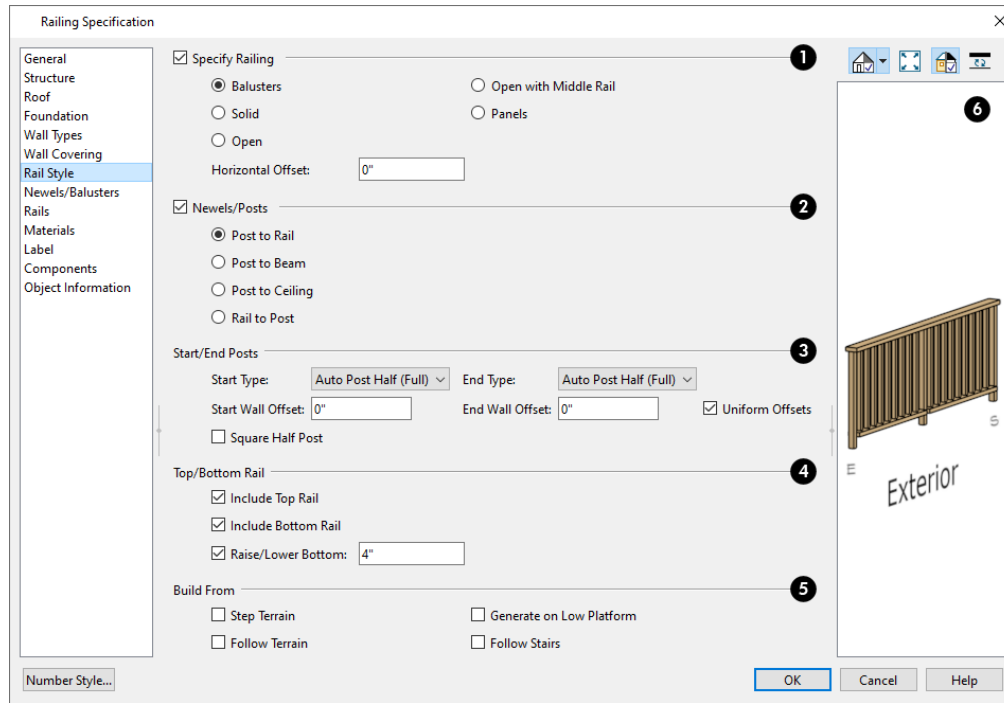 Railing Specification
General
Structure
Roof
Foundation
Wall Types
Wall Covering
Rail Style
Newels/Balusters
Rails
Materials
Label
Components
Object Information
Specify Railing 1
Balusters Open with Middle Rail
Solid Panels
Open
Horizontal Offset: 0"
Newels/Posts 2
Post to Rail
Post to Beam
Post to Ceiling
Rail to Post
Start/End Posts 3
Start Type: Auto Post Half (Full) End Type: Auto Post Half (Full)
Start Wall Offset: 0" End Wall Offset: 0" Uniform Offsets
Square Half Post
Top/Bottom Rail 4
Include Top Rail
Include Bottom Rail
Raise/Lower Bottom: 4"
Build From 5
Step Terrain Generate on Low Platform
Follow Terrain Follow Stairs
6
S
E
Exterior
Number Style... OK Cancel Help